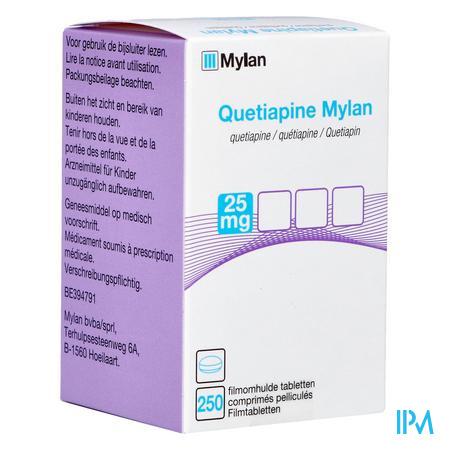 Quetiapine Mylan
Mylan
Quetiapine Mylan
quetiapine / quétiapine / Quetiapin
25
mg
250
filmomhulde tabletten
comprimés pelliculés
Filmtabletten
Voor gebruik de bijsluiter lezen.
Lire la notice avant utilisation.
Packungsbeilage beachten.
Buiten het zicht en bereik van
kinderen houden.
Tenir hors de la vue et de la
portée des enfants.
Arzneimittel für Kinder
unzugänglich aufbewahren.
Geneesmiddel op medisch
voorschrift.
Médicament soumis à prescription
médicale.
Verschreibungspflichtig.
BE394791
Mylan bvba/sprl,
Terhulpsesteenweg 6A,
B-1560 Hoeilaart.
IPM